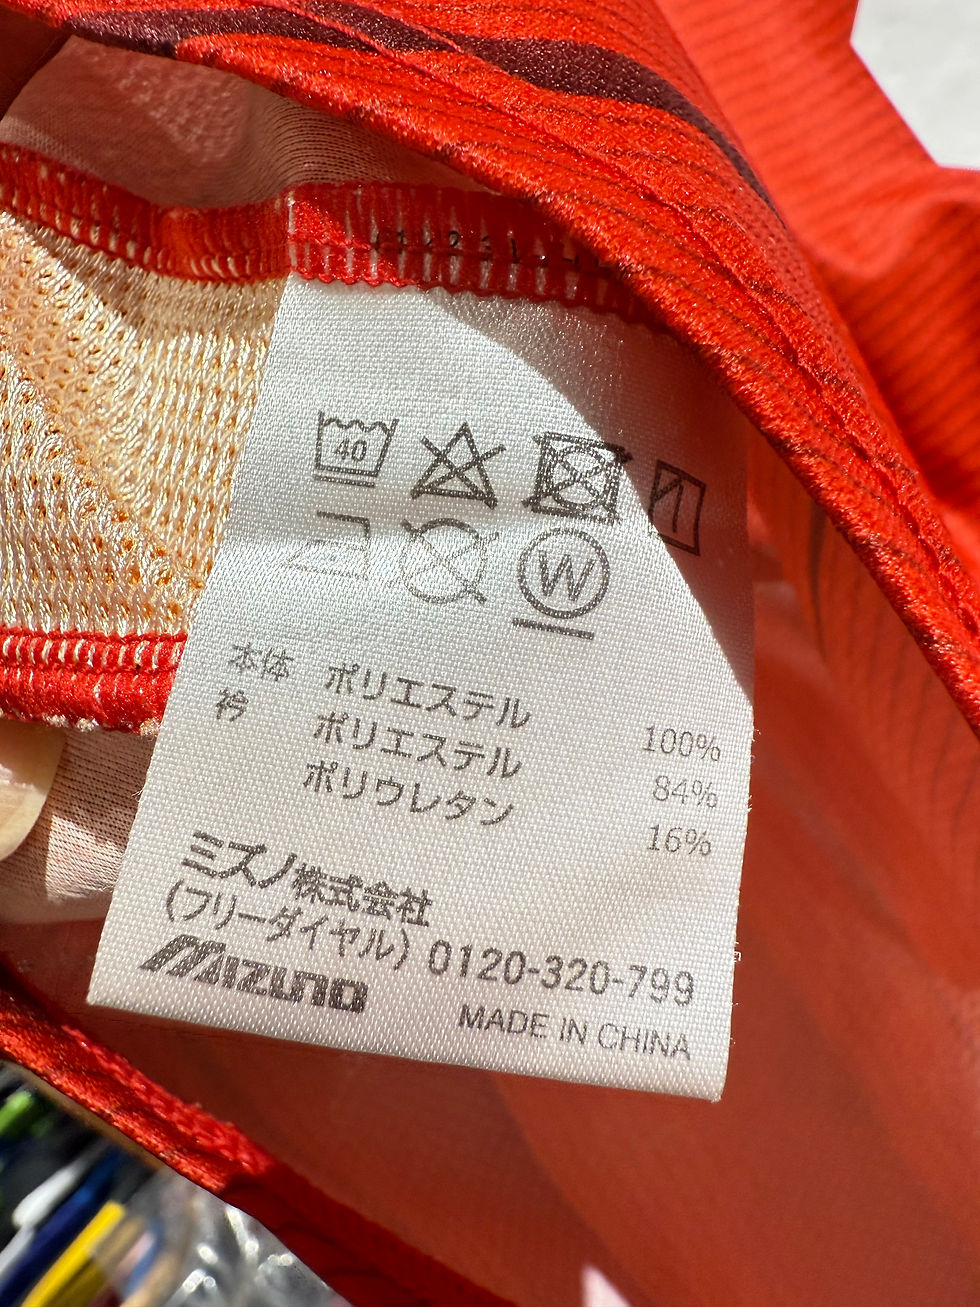 40
W
本体 ポリエステル 100%
衿 ポリエステル 84%
ポリウレタン 16%
ミズノ株式会社
(フリーダイヤル) 0120-320-799
MIZUNO
MADE IN CHINA